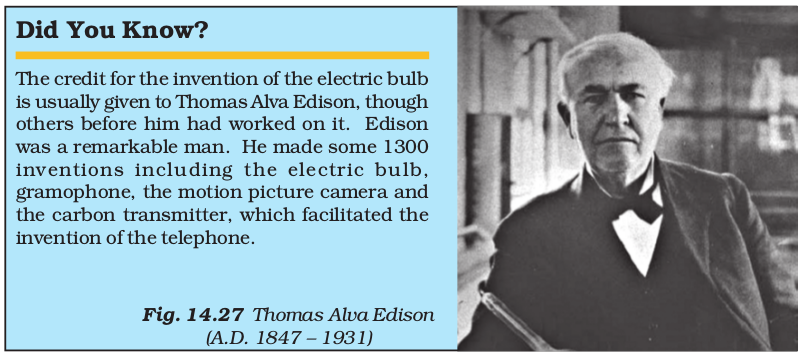 Did You Know?
The credit for the invention of the electric bulb
is usually given to Thomas Alva Edison, though
others before him had worked on it. Edison
was a remarkable man. He made some 1300
inventions including the electric bulb,
gramophone, the motion picture camera and
the carbon transmitter, which facilitated the
invention of the telephone.
Fig. 14.27 Thomas Alva Edison
(A.D. 1847 – 1931)